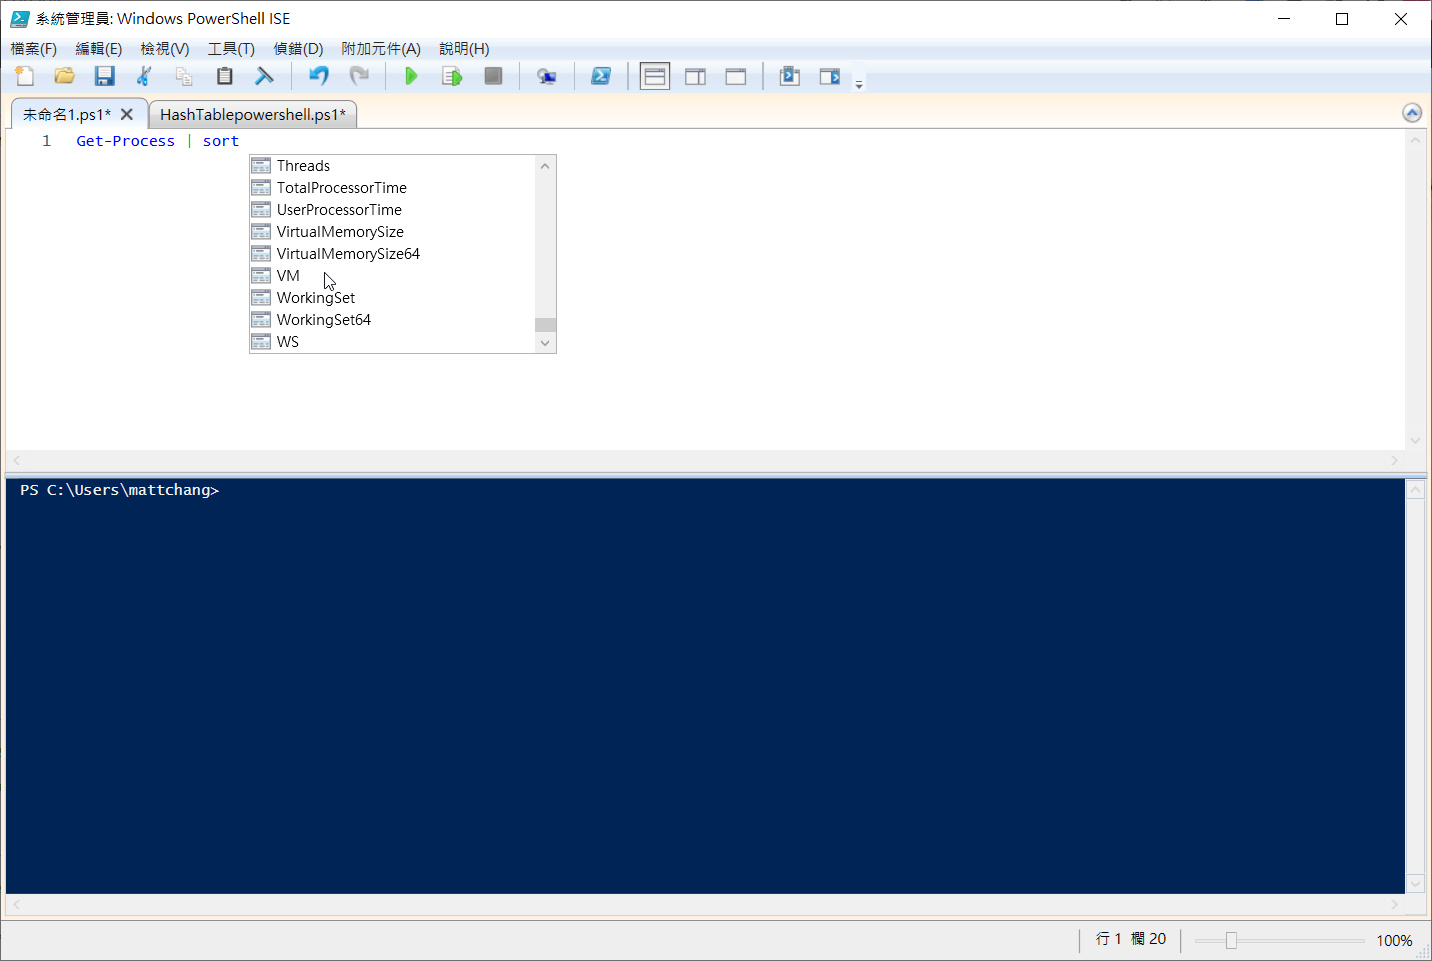 系統管理員: Windows PowerShell ISE
檔案(F) 編輯(E) 檢視(V) 工具(T) 偵錯(D) 附加元件(A) 說明(H)
未命名1.ps1* HashTablepowershell.ps1*
1 Get-Process | sort
Threads
TotalProcessorTime
UserProcessorTime
VirtualMemorySize
VirtualMemorySize64
VM
WorkingSet
WorkingSet64
WS
PS C:\Users\mattchang>
行 1 欄 20 100%